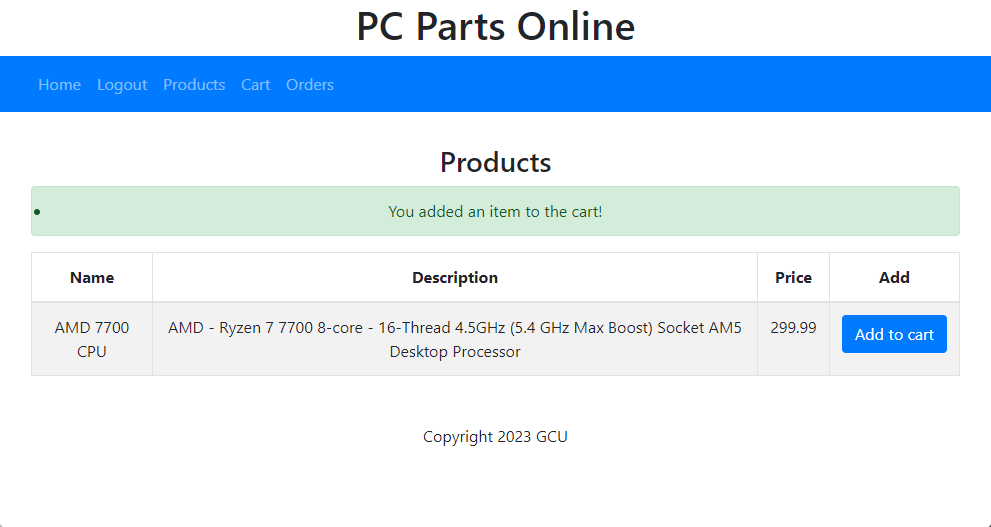 PC Parts Online
Home Logout Products Cart Orders
Products
You added an item to the cart!
Name Description Price Add
AMD 7700 CPU
AMD - Ryzen 7 7700 8-core - 16-Thread 4.5GHz (5.4 GHz Max Boost) Socket AM5
Desktop Processor
299.99
Add to cart
Copyright 2023 GCU